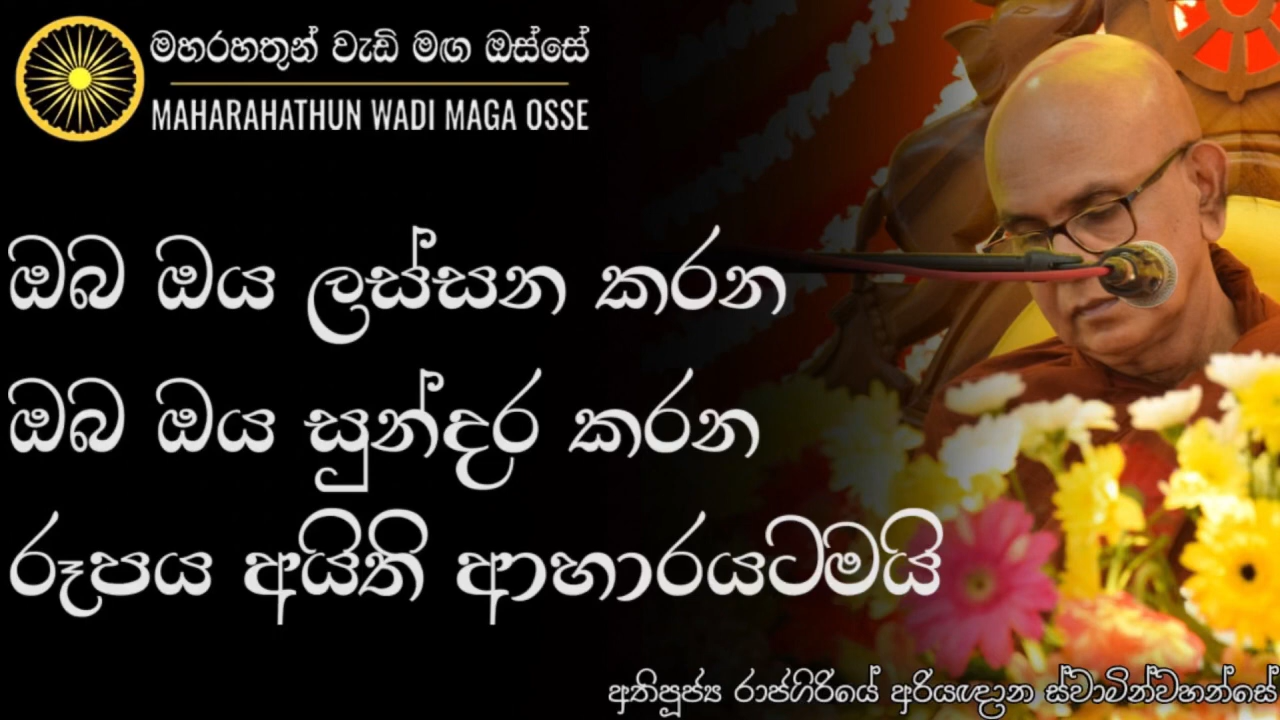 මහරහතුන් වැඩි මඟ ඔස්සේ
MAHARAHATHUN WADI MAGA OSSE
ඔබ ඔය ලස්සන කරන
ඔබ ඔය සුන්දර කරන
රූපය අයිති ආහාරයටමයි
අතිපූජ්‍ය රාජගිරියේ අරියඥාන ස්වාමින්වහන්සේ